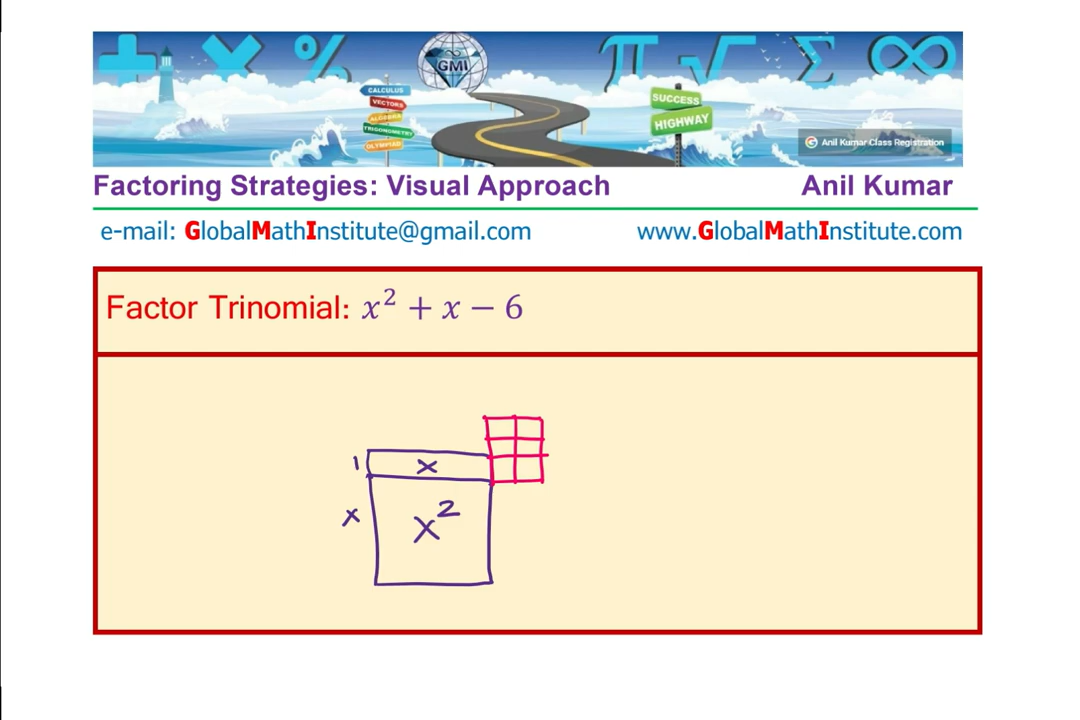 + × % GMI π √ Σ ∞
CALCULUS
VECTORS
ALGEBRA
TRIGONOMETRY
OLYMPIAD
SUCCESS
HIGHWAY
Anil Kumar Class Registration
Factoring Strategies: Visual Approach Anil Kumar
e-mail: GlobalMathInstitute@gmail.com www.GlobalMathInstitute.com
Factor Trinomial: x² + x − 6
1 x
x x²